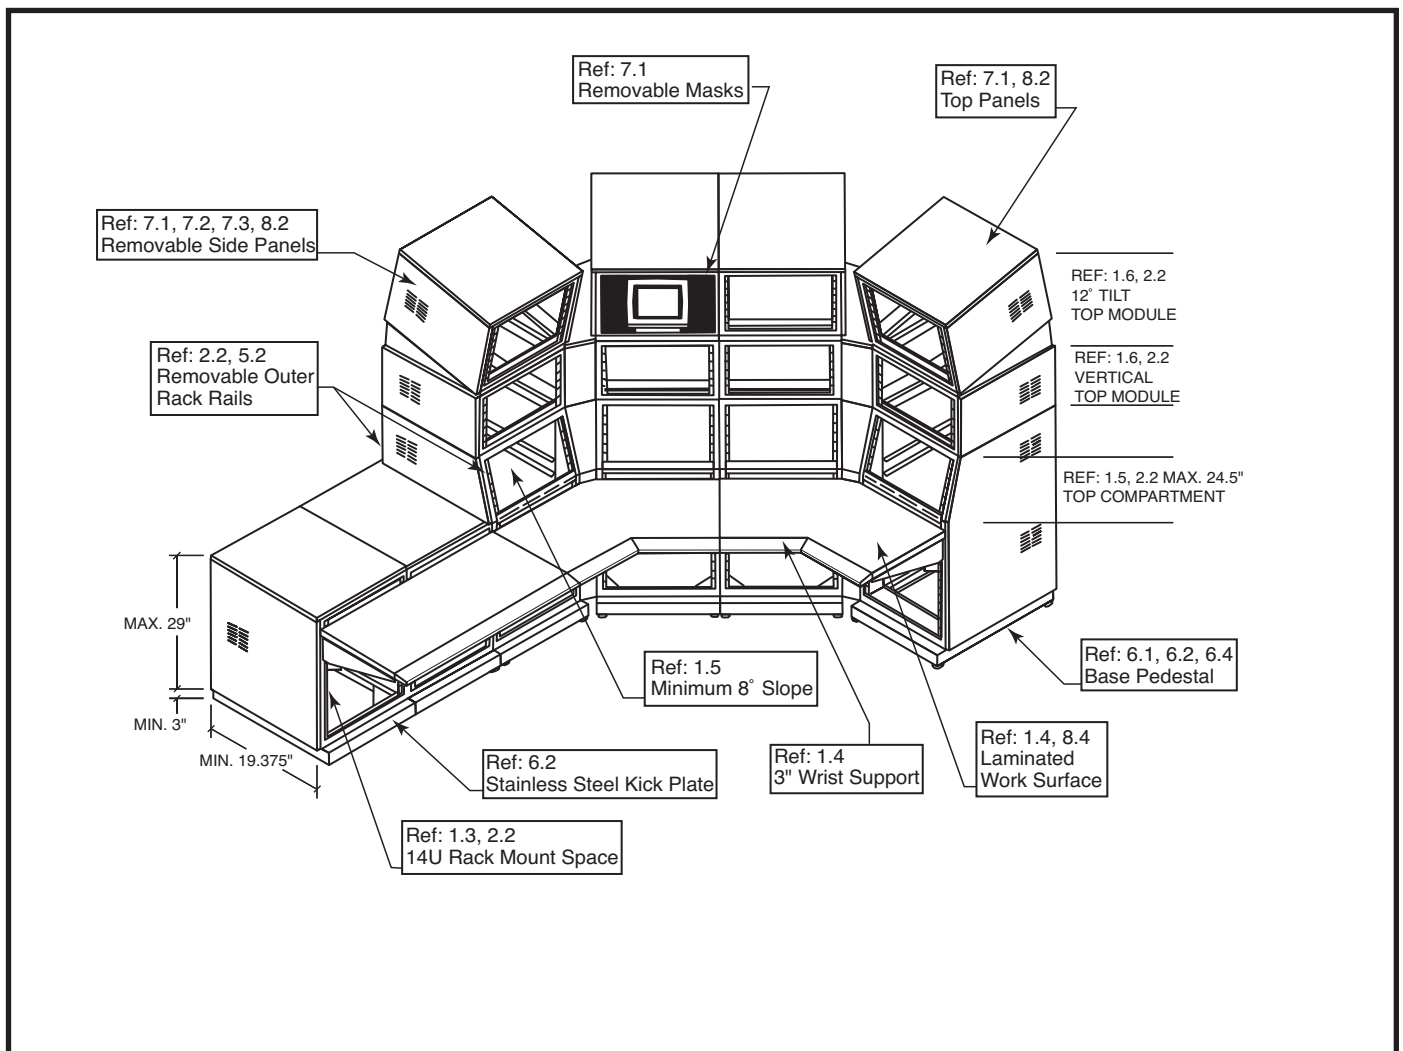 Ref: 7.1
Removable Masks
Ref: 7.1, 8.2
Top Panels
Ref: 7.1, 7.2, 7.3, 8.2
Removable Side Panels
REF: 1.6, 2.2
12° TILT
TOP MODULE
Ref: 2.2, 5.2
Removable Outer
Rack Rails
REF: 1.6, 2.2
VERTICAL
TOP MODULE
REF: 1.5, 2.2 MAX. 24.5"
TOP COMPARTMENT
MAX. 29"
MIN. 3"
MIN. 19.375"
Ref: 1.5
Minimum 8° Slope
Ref: 6.1, 6.2, 6.4
Base Pedestal
Ref: 6.2
Stainless Steel Kick Plate
Ref: 1.4
3" Wrist Support
Ref: 1.4, 8.4
Laminated
Work Surface
Ref: 1.3, 2.2
14U Rack Mount Space